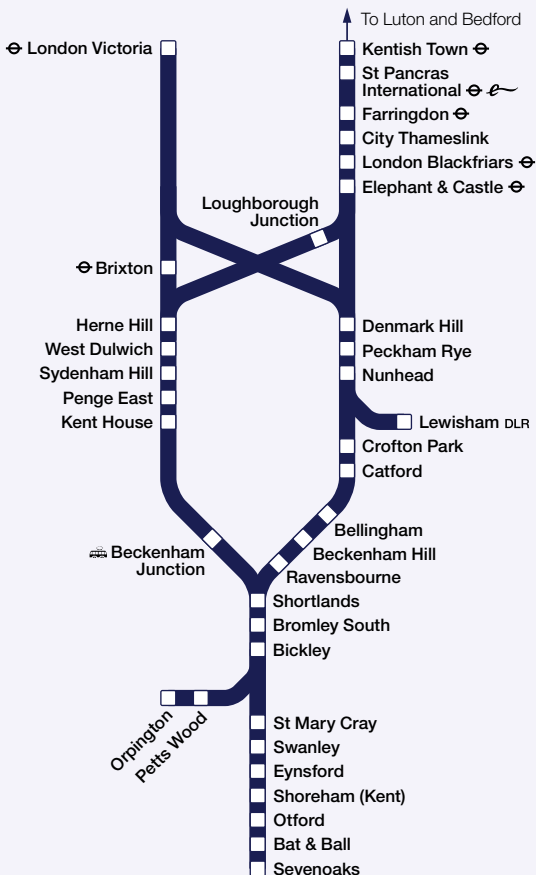 To Luton and Bedford
London Victoria
Kentish Town
St Pancras
International
Farringdon
City Thameslink
London Blackfriars
Elephant & Castle
Loughborough
Junction
Brixton
Herne Hill
West Dulwich
Sydenham Hill
Penge East
Kent House
Denmark Hill
Peckham Rye
Nunhead
Lewisham DLR
Crofton Park
Catford
Bellingham
Beckenham Hill
Ravensbourne
Beckenham
Junction
Shortlands
Bromley South
Bickley
Orpington
Petts Wood
St Mary Cray
Swanley
Eynsford
Shoreham (Kent)
Otford
Bat & Ball
Sevenoaks